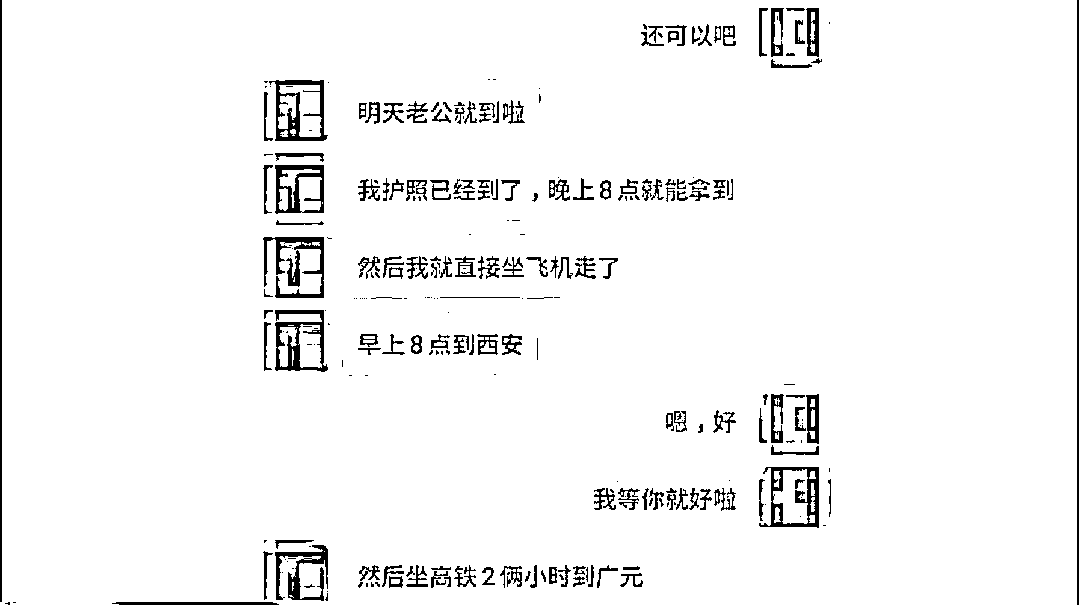 还可以吧
明天老公就到啦
我护照已经到了，晚上8点就能拿到
然后我就直接坐飞机走了
早上8点到西安
嗯，好
我等你就好啦
然后坐高铁2俩小时到广元